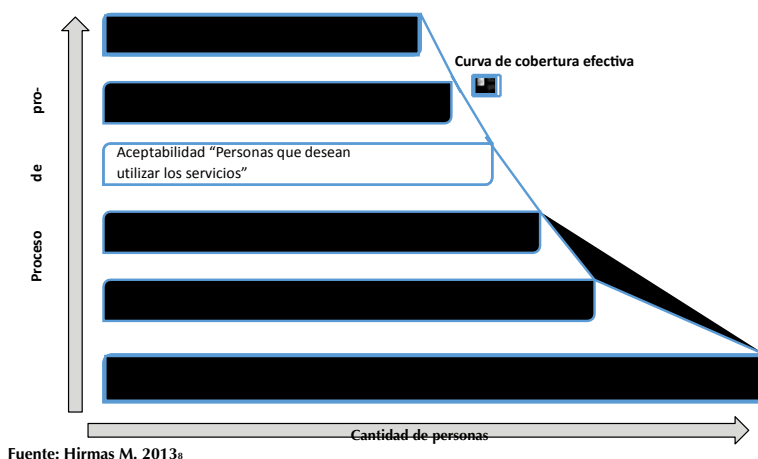 Curva de cobertura efectiva
Aceptabilidad “Personas que desean
utilizar los servicios”
Proceso de pro-
Cantidad de personas
Fuente: Hirmas M, 2013₈